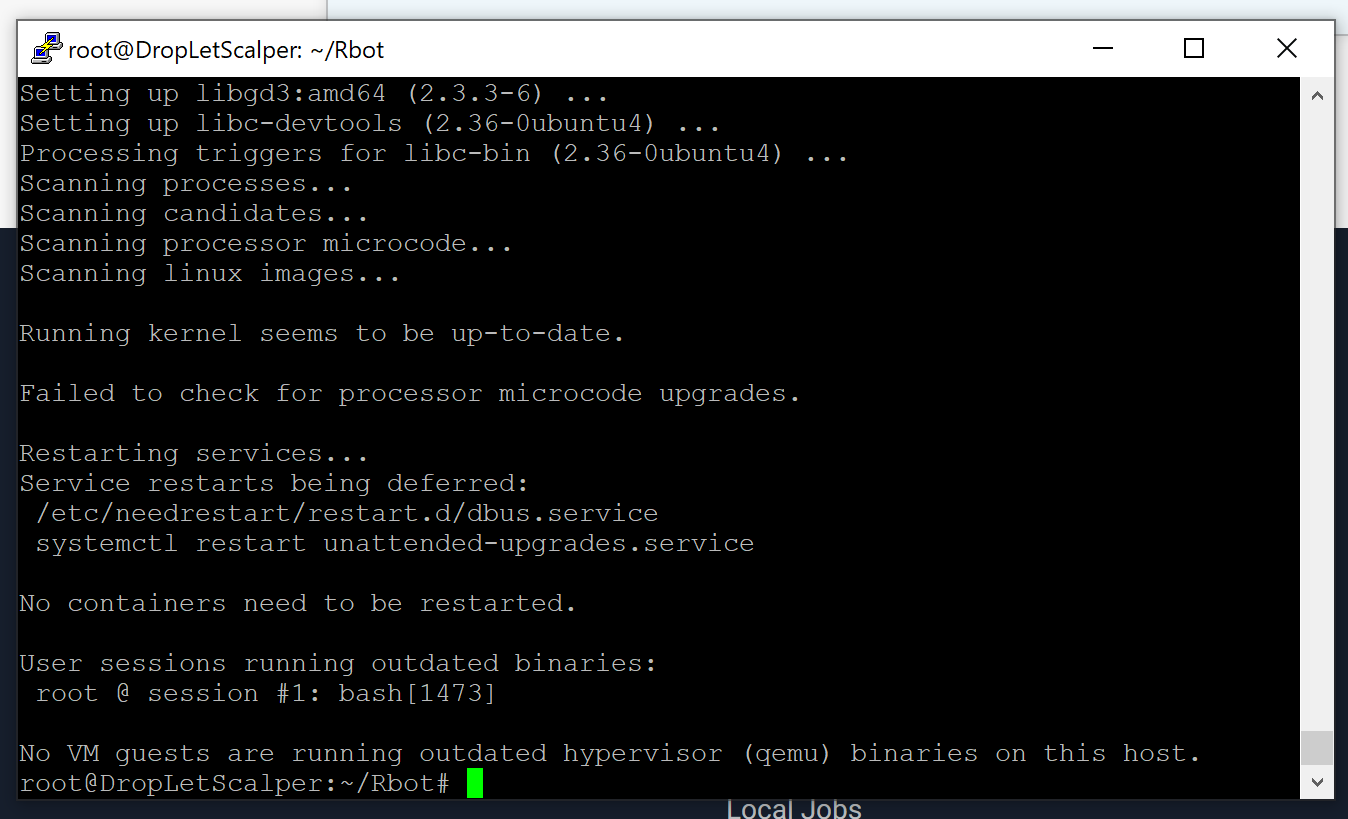 root@DropLetScalper: ~/Rbot
Setting up libgd3:amd64 (2.3.3-6) ...
Setting up libc-devtools (2.36-0ubuntu4) ...
Processing triggers for libc-bin (2.36-0ubuntu4) ...
Scanning processes...
Scanning candidates...
Scanning processor microcode...
Scanning linux images...
Running kernel seems to be up-to-date.
Failed to check for processor microcode upgrades.
Restarting services...
Service restarts being deferred:
 /etc/needrestart/restart.d/dbus.service
 systemctl restart unattended-upgrades.service
No containers need to be restarted.
User sessions running outdated binaries:
 root @ session #1: bash[1473]
No VM guests are running outdated hypervisor (qemu) binaries on this host.
root@DropLetScalper:~/Rbot#
Local Jobs